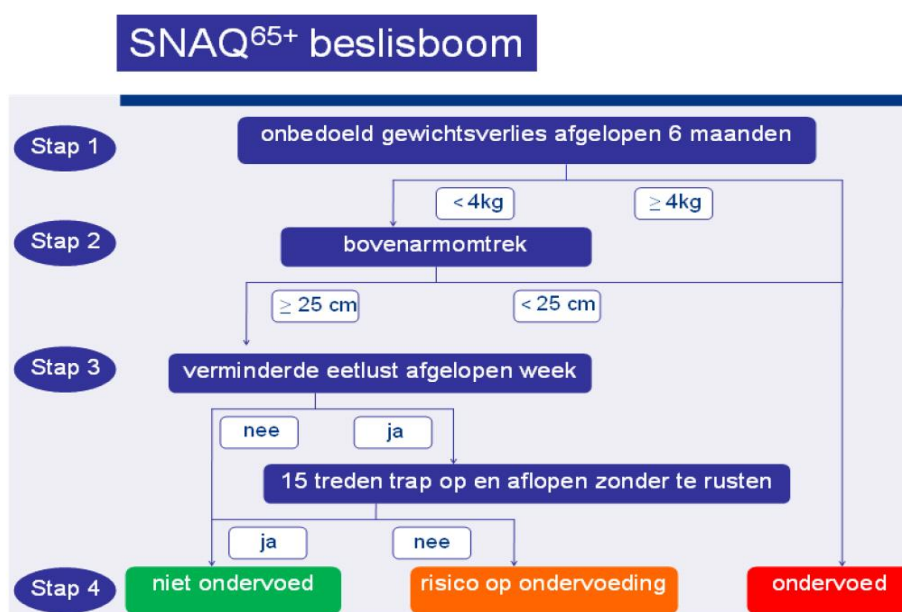 SNAQ⁶⁵⁺ beslisboom
Stap 1
onbedoeld gewichtsverlies afgelopen 6 maanden
< 4kg
≥ 4kg
Stap 2
bovenarmomtrek
≥ 25 cm
< 25 cm
Stap 3
verminderde eetlust afgelopen week
nee
ja
15 treden trap op en aflopen zonder te rusten
ja
nee
Stap 4
niet ondervoed
risico op ondervoeding
ondervoed